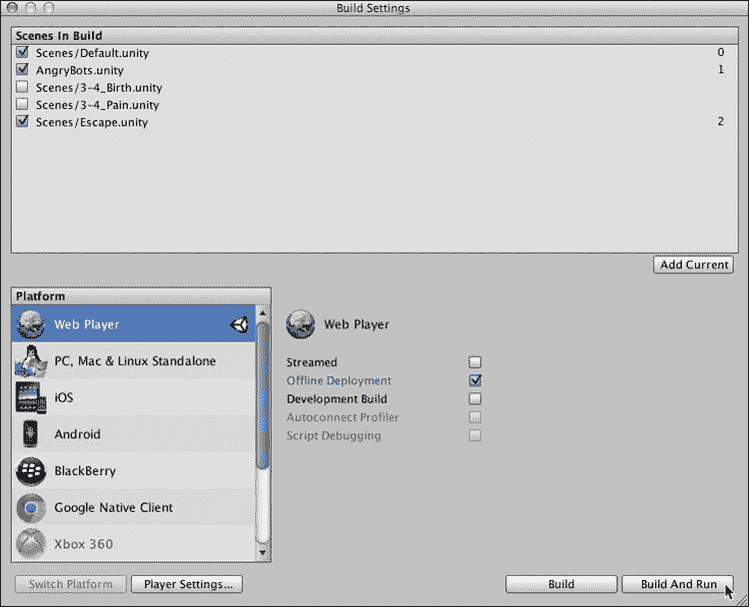 Build Settings
Scenes In Build
Scenes/Default.unity 0
AngryBots.unity 1
Scenes/3-4_Birth.unity
Scenes/3-4_Pain.unity
Scenes/Escape.unity 2
Add Current
Platform
Web Player
PC, Mac & Linux Standalone
iOS
Android
BlackBerry
Google Native Client
Xbox 360
Web Player
Streamed
Offline Deployment
Development Build
Autoconnect Profiler
Script Debugging
Switch Platform
Player Settings...
Build
Build And Run